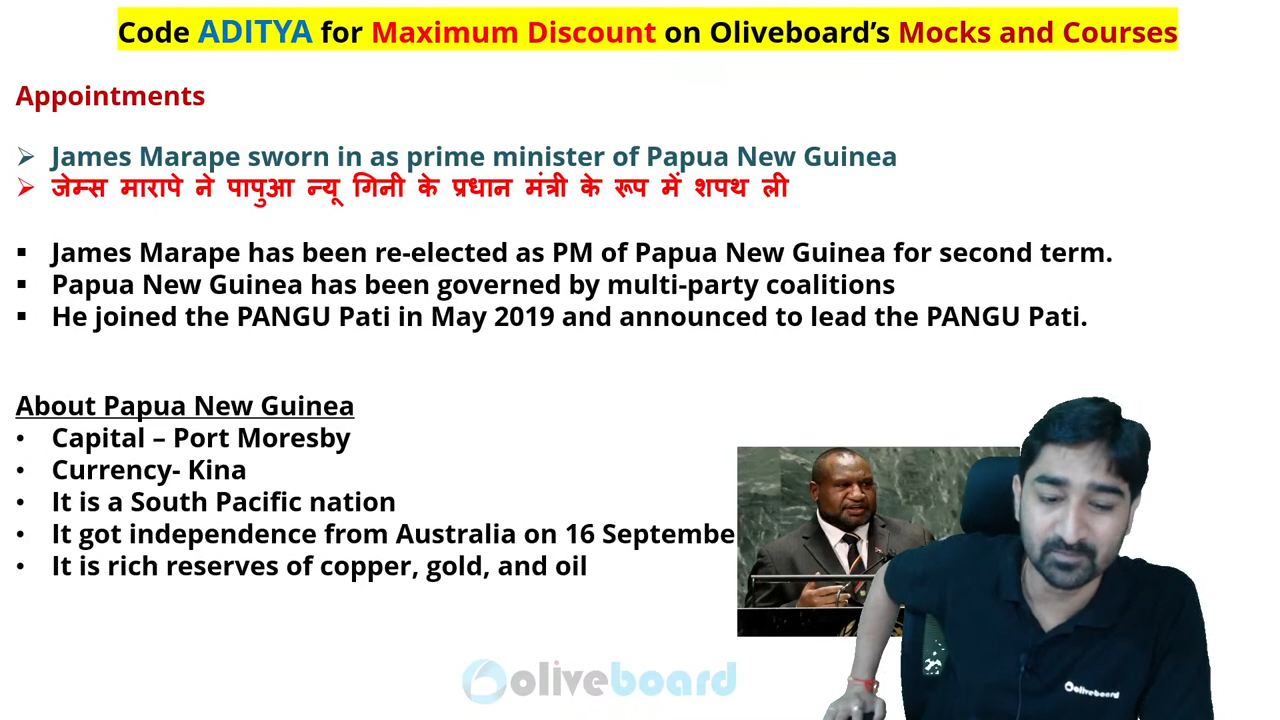 Code ADITYA for Maximum Discount on Oliveboard’s Mocks and Courses
Appointments
➢ James Marape sworn in as prime minister of Papua New Guinea
➢ जेम्स मारापे ने पापुआ न्यू गिनी के प्रधान मंत्री के रूप में शपथ ली
▪ James Marape has been re-elected as PM of Papua New Guinea for second term.
▪ Papua New Guinea has been governed by multi-party coalitions
▪ He joined the PANGU Pati in May 2019 and announced to lead the PANGU Pati.
About Papua New Guinea
• Capital – Port Moresby
• Currency- Kina
• It is a South Pacific nation
• It got independence from Australia on 16 Septembe
• It is rich reserves of copper, gold, and oil
oliveboard
Oliveboard